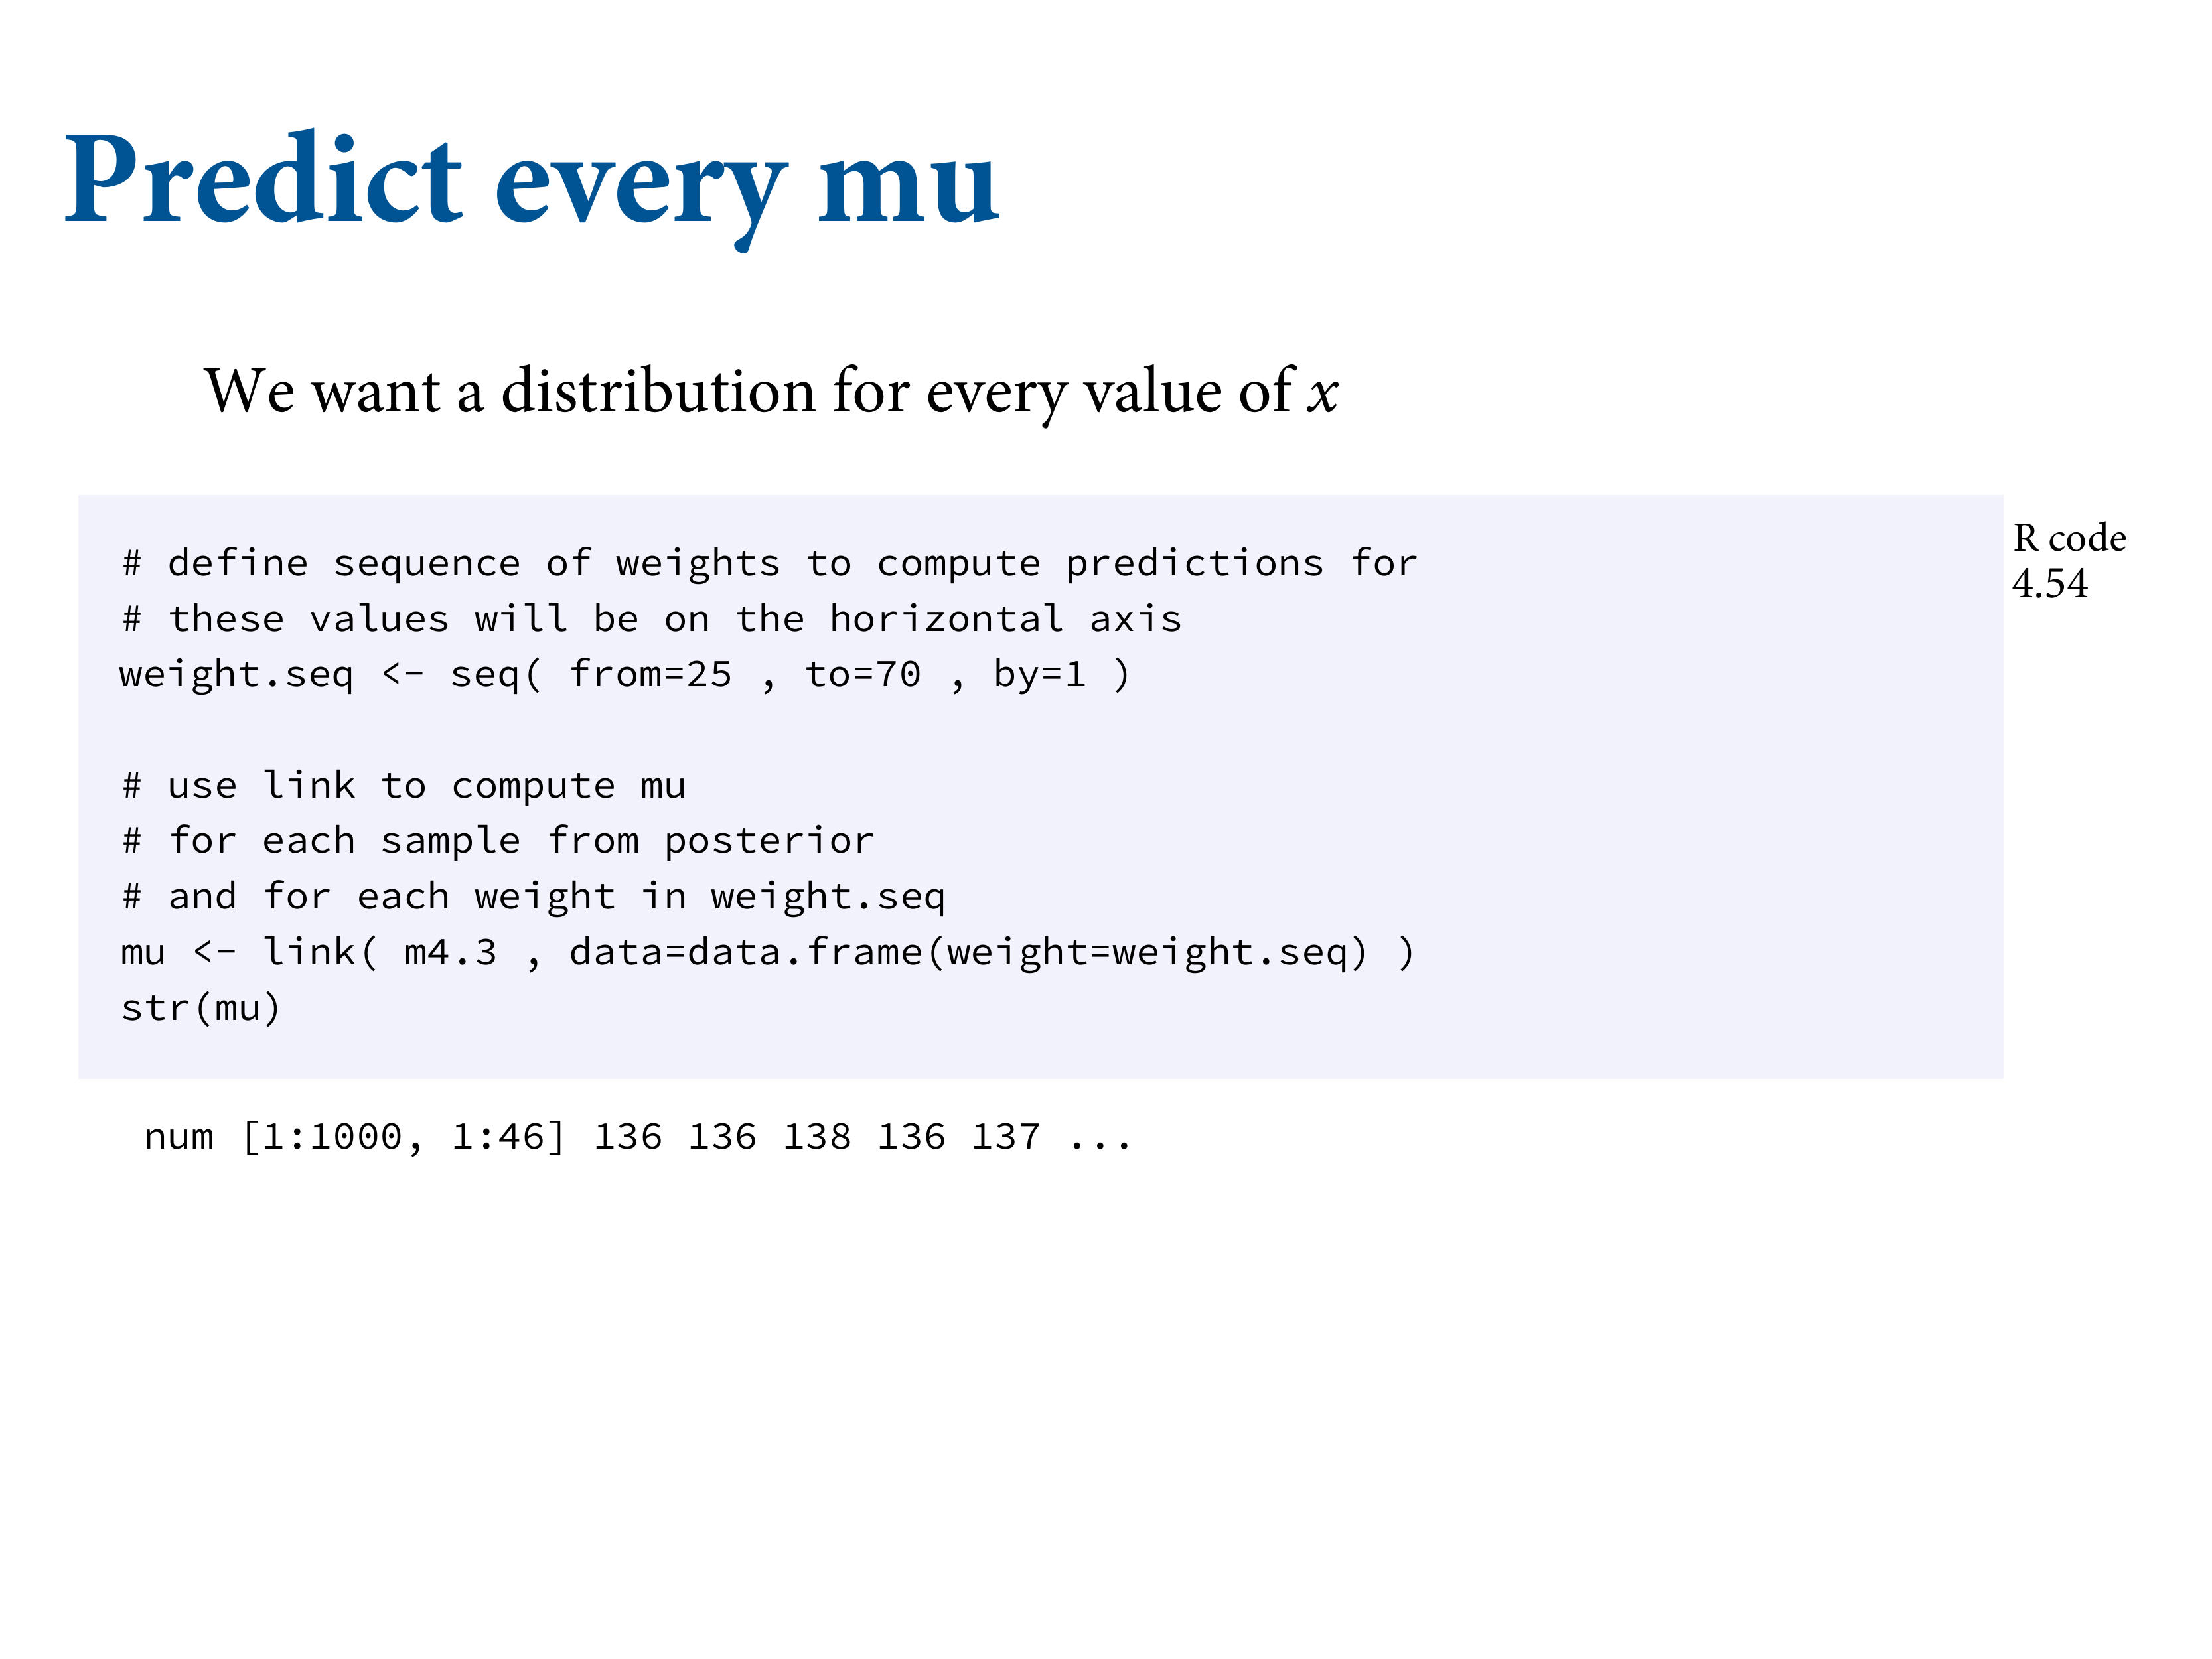 Predict every mu
We want a distribution for every value of x
# define sequence of weights to compute predictions for
# these values will be on the horizontal axis
weight.seq <- seq( from=25 , to=70 , by=1 )
# use link to compute mu
# for each sample from posterior
# and for each weight in weight.seq
mu <- link( m4.3 , data=data.frame(weight=weight.seq) )
str(mu)
R code
4.54
num [1:1000, 1:46] 136 136 138 136 137 ...